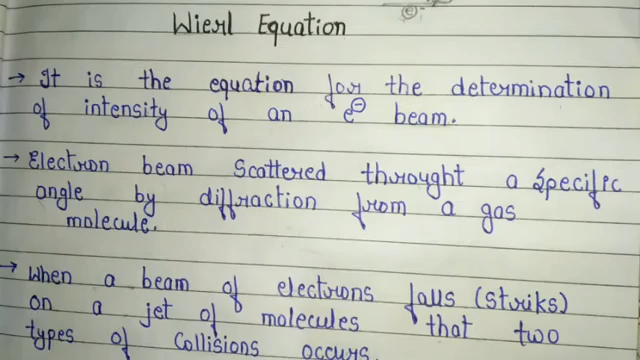 Wierl Equation
→ It is the equation for the determination
of intensity of an e⊖ beam.
→ Electron beam Scattered throught a Specific
angle by diffraction from a gas
molecule.
→ When a beam of electrons falls (striks)
on a jet of molecules that two
types of Collisions occurs.